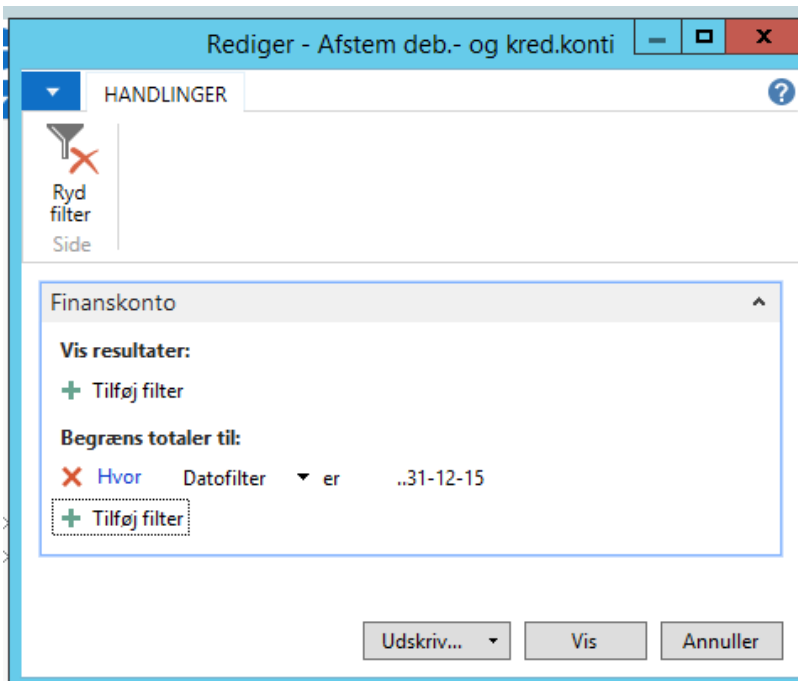 Rediger - Afstem deb.- og kred.konti
HANDLINGER
Ryd
filter
Side
Finanskonto
Vis resultater:
Tilføj filter
Begræns totaler til:
Hvor Datofilter er ..31-12-15
Tilføj filter
Udskriv... Vis Annuller